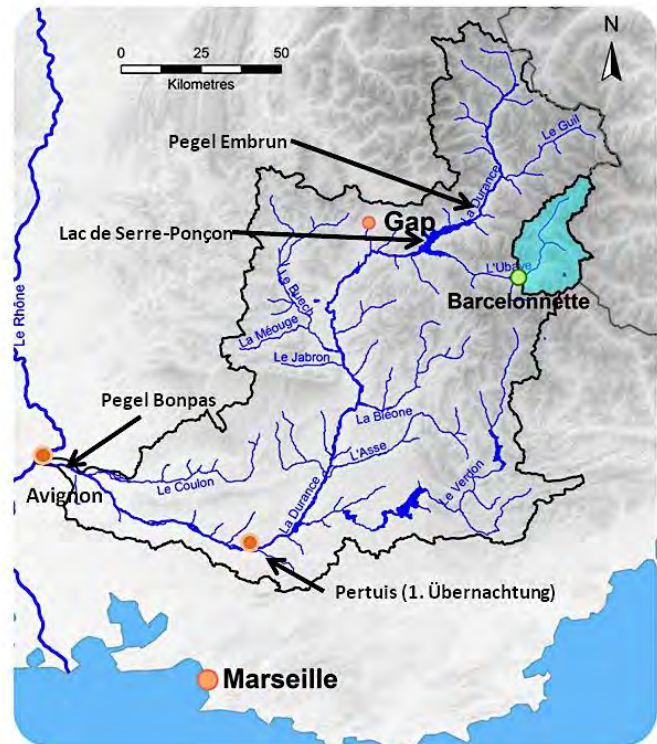 0 25 50
Kilometres
N
Pegel Embrun
Le Guil
La Durance
Gap
Lac de Serre-Ponçon
L'Ubaye
Barcelonnette
Le Rhône
Le Buech
La Méouge
Le Jabron
Pegel Bonpas
La Bléone
L'Asse
Le Verdon
Avignon
Le Coulon
La Durance
Pertuis (1. Übernachtung)
Marseille